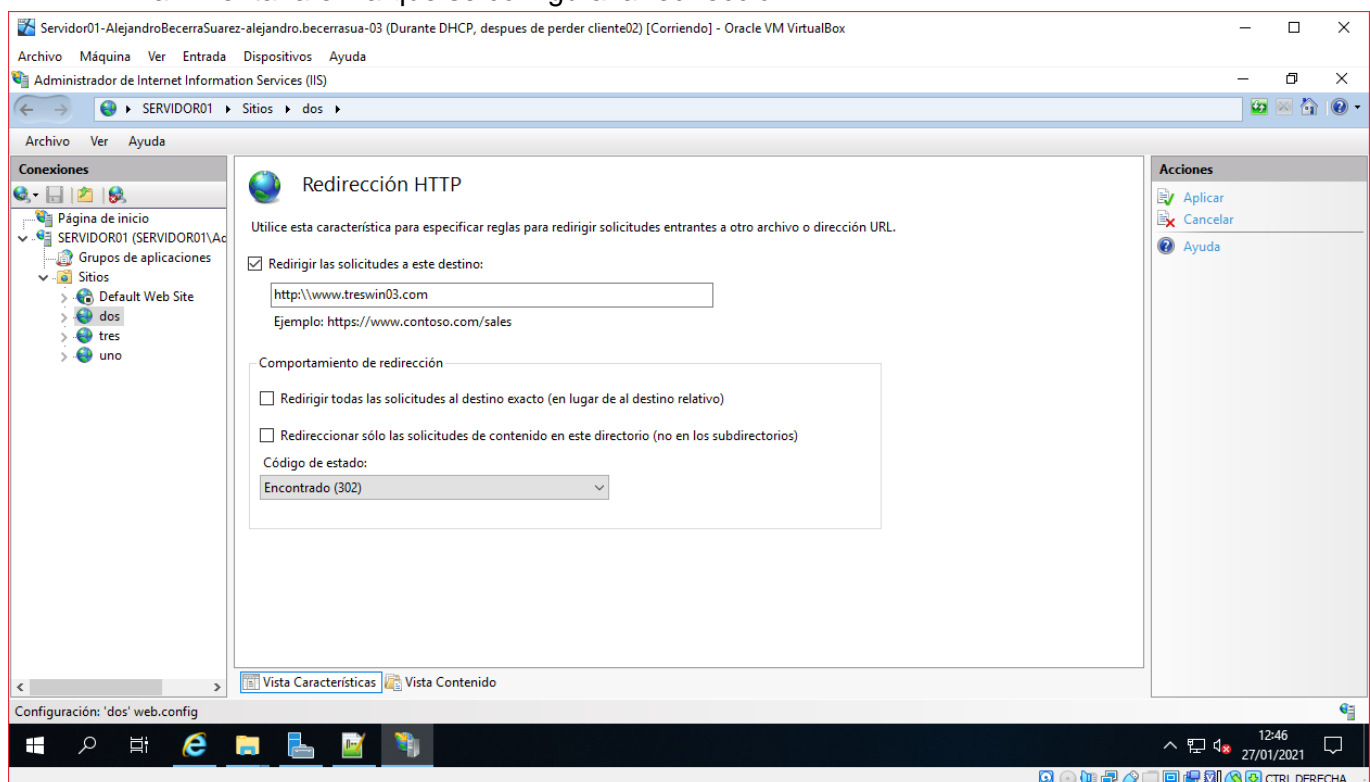 Servidor01-AlejandroBecerraSuarez-alejandro.becerrasua-03 (Durante DHCP, despues de perder cliente02) [Corriendo] - Oracle VM VirtualBox
Archivo Máquina Ver Entrada Dispositivos Ayuda
Administrador de Internet Information Services (IIS)
SERVIDOR01 Sitios dos
Archivo Ver Ayuda
Conexiones
Página de inicio
SERVIDOR01 (SERVIDOR01\Ac
Grupos de aplicaciones
Sitios
Default Web Site
dos
tres
uno
Redirección HTTP
Utilice esta característica para especificar reglas para redirigir solicitudes entrantes a otro archivo o dirección URL.
Redirigir las solicitudes a este destino:
http:\\www.treswin03.com
Ejemplo: https://www.contoso.com/sales
Comportamiento de redirección
Redirigir todas las solicitudes al destino exacto (en lugar de al destino relativo)
Redireccionar sólo las solicitudes de contenido en este directorio (no en los subdirectorios)
Código de estado:
Encontrado (302)
Vista Características Vista Contenido
Acciones
Aplicar
Cancelar
Ayuda
Configuración: 'dos' web.config
12:46
27/01/2021
CTRL DERECHA